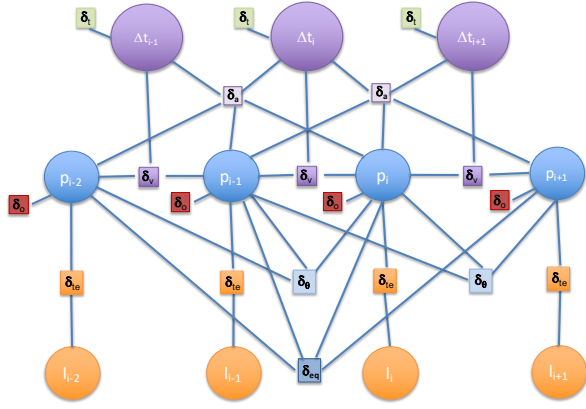 δt Δti-1 δt Δti δt Δti+1
δa δa
pi-2 δv pi-1 δv pi δv pi+1
δo δo δo δo
δte δte δθ δte δθ δte
li-2 li-1 δeq li li+1